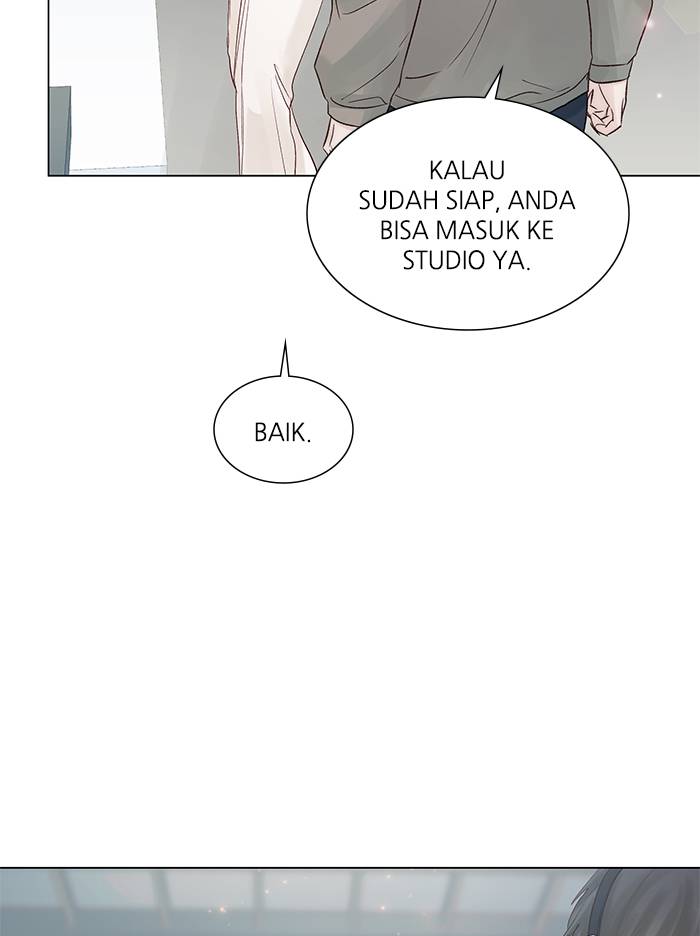 KALAU
SUDAH SIAP, ANDA
BISA MASUK KE
STUDIO YA.
BAIK.